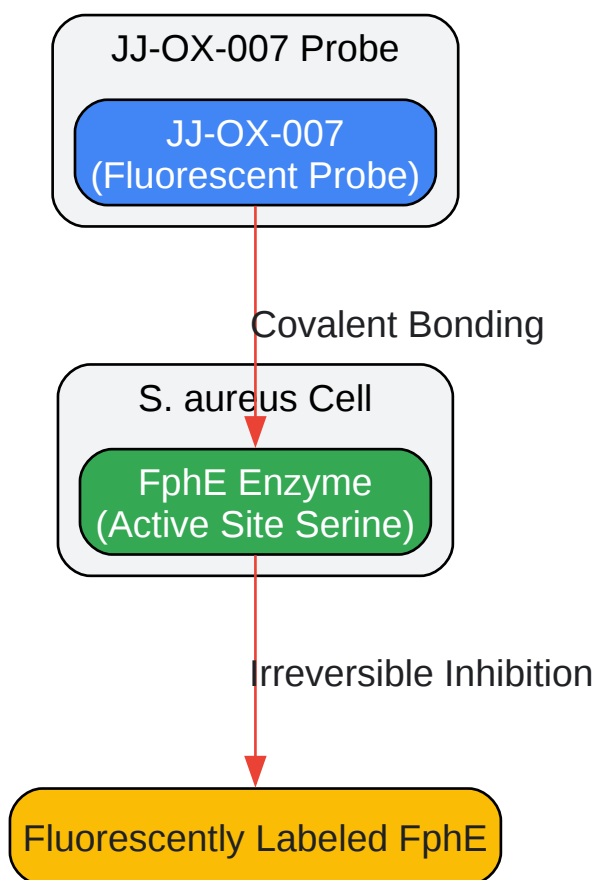 JJ-OX-007 Probe
JJ-OX-007
(Fluorescent Probe)
Covalent Bonding
S. aureus Cell
FphE Enzyme
(Active Site Serine)
Irreversible Inhibition
Fluorescently Labeled FphE